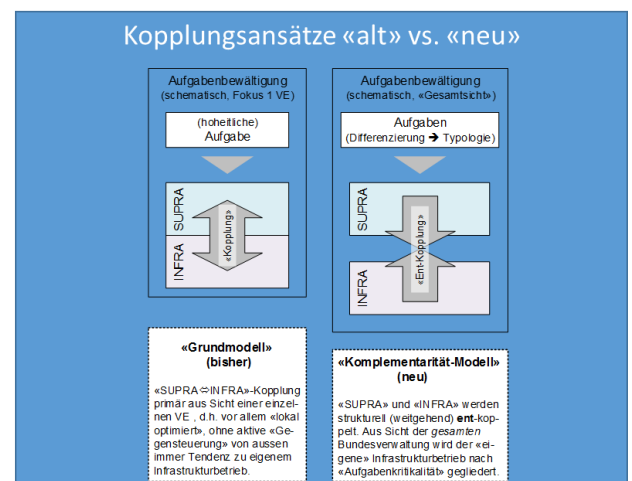 Kopplungsansätze «alt» vs. «neu»
Aufgabenbewältigung
(schematisch, Fokus 1 VE)
(hoheitliche)
Aufgabe
SUPRA
«Kopplung»
INFRA
«Grundmodell»
(bisher)
«SUPRA⇔INFRA»-Kopplung
primär aus Sicht einer einzel-
nen VE , d.h. vor allem «lokal
optimiert», ohne aktive «Ge-
gensteuerung» von aussen
immer Tendenz zu eigenem
Infrastrukturbetrieb.
Aufgabenbewältigung
(schematisch, «Gesamtsicht»)
Aufgaben
(Differenzierung ➔ Typologie)
SUPRA
«Ent-Kopplung»
INFRA
«Komplementarität-Modell»
(neu)
«SUPRA» und «INFRA» werden
strukturell (weitgehend) ent-kop-
pelt. Aus Sicht der gesamten
Bundesverwaltung wird der «ei-
gene» Infrastrukturbetrieb nach
«Aufgabenkritikalität» gegliedert.